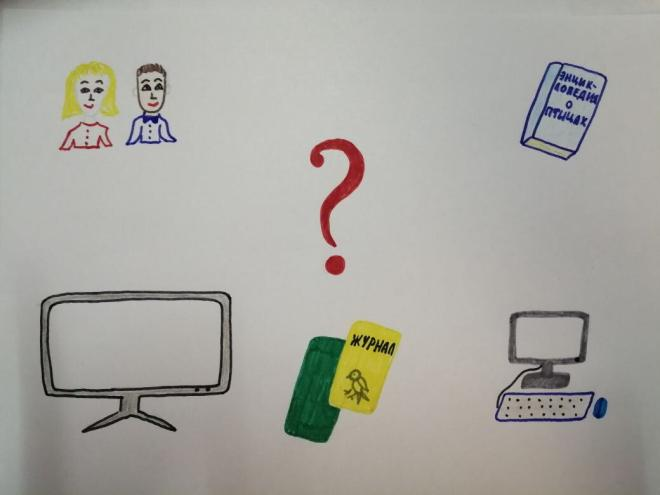 ЭНЦИК-
ЛОПЕДИЯ
О
ПТИЦАХ
?
ЖУРНАЛ